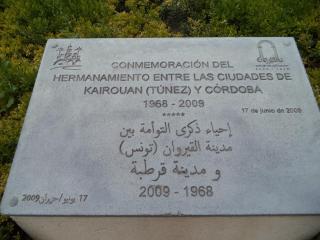 CONMEMORACIÓN DEL
HERMANAMIENTO ENTRE LAS CIUDADES DE
KAIROUAN (TÚNEZ) Y CÓRDOBA
1968 - 2009
17 de junio de 2009
*****
إحياء ذكرى التوأمة بين
مدينة القيروان (تونس)
و مدينة قرطبة
2009 - 1968
17 يونيو/حزيران 2009